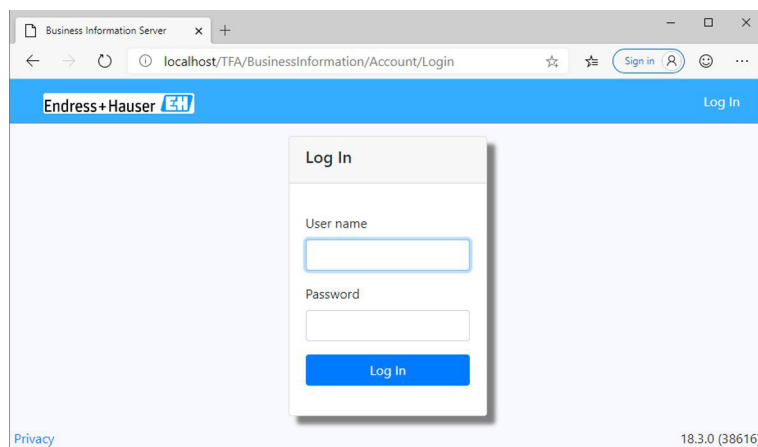 Business Information Server
Sign in
localhost/TFA/BusinessInformation/Account/Login
Endress+Hauser EH
Log In
Log In
User name
Password
Log In
Privacy
18.3.0 (38616)